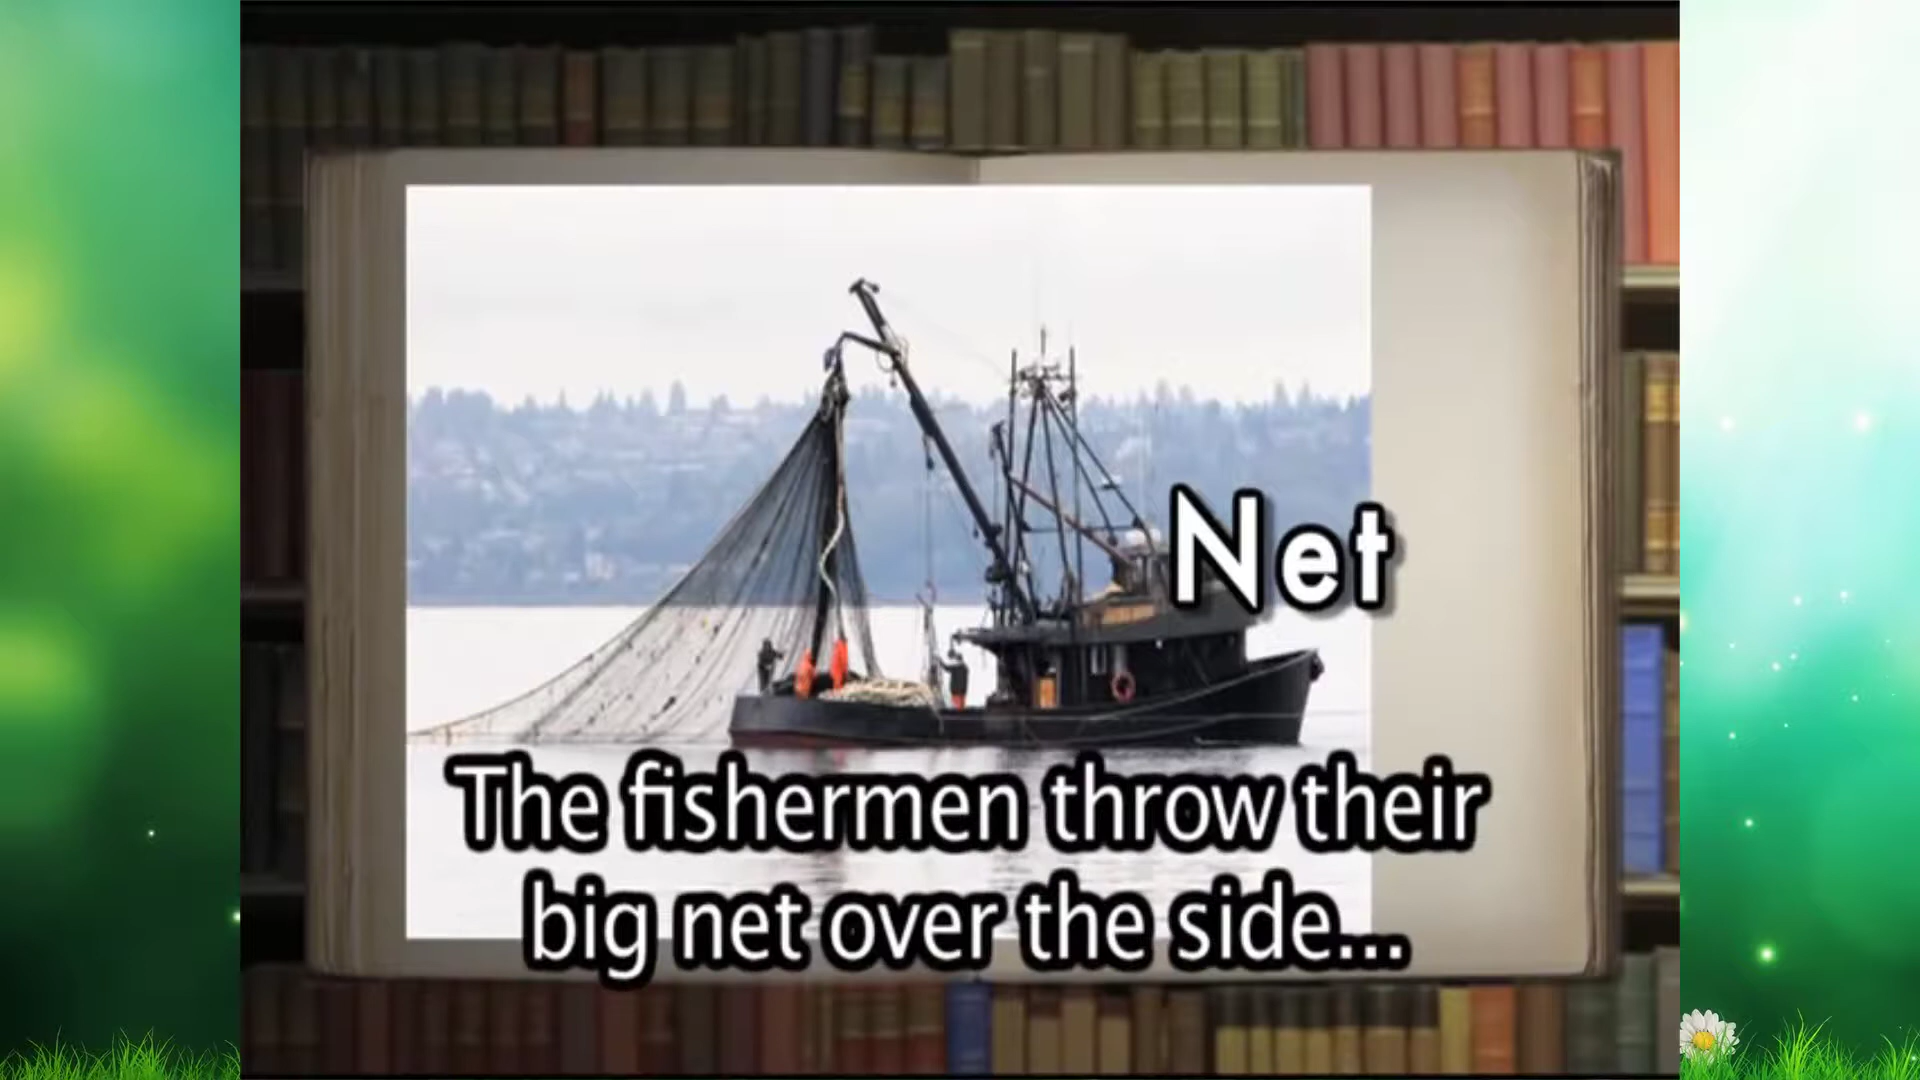 Net
The fishermen throw their
big net over the side...